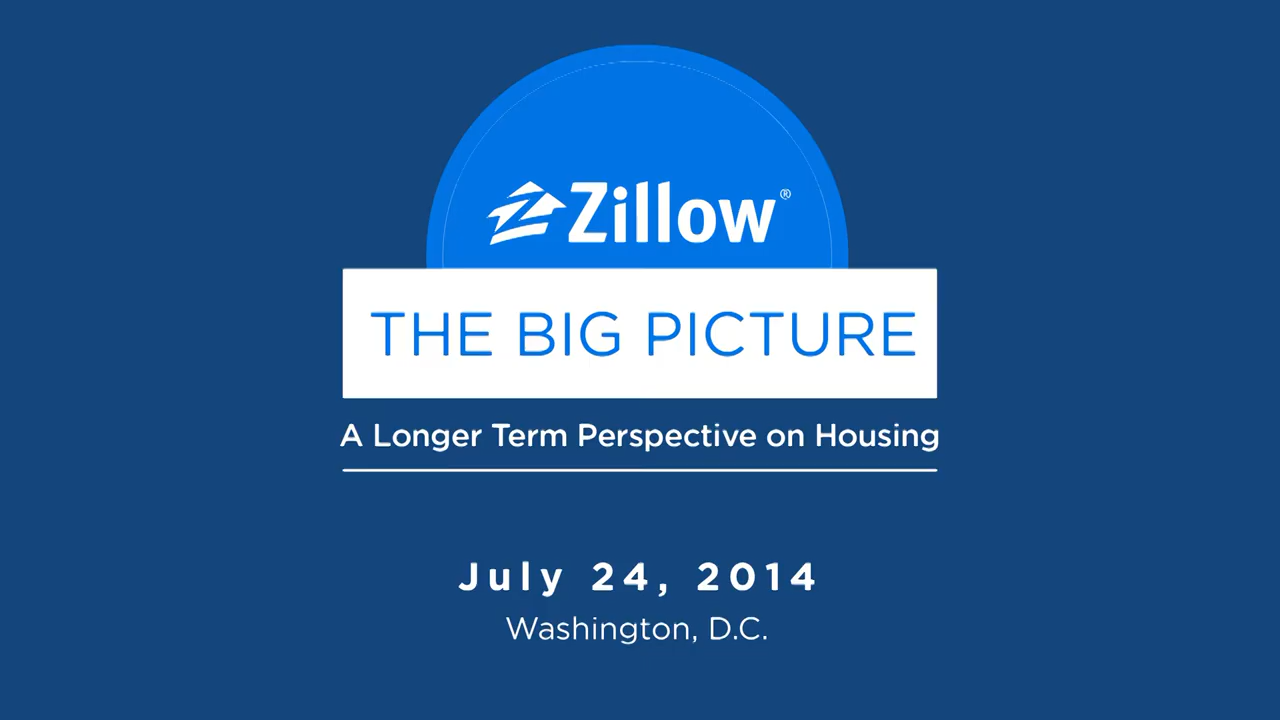 Zillow®
THE BIG PICTURE
A Longer Term Perspective on Housing
July 24, 2014
Washington, D.C.